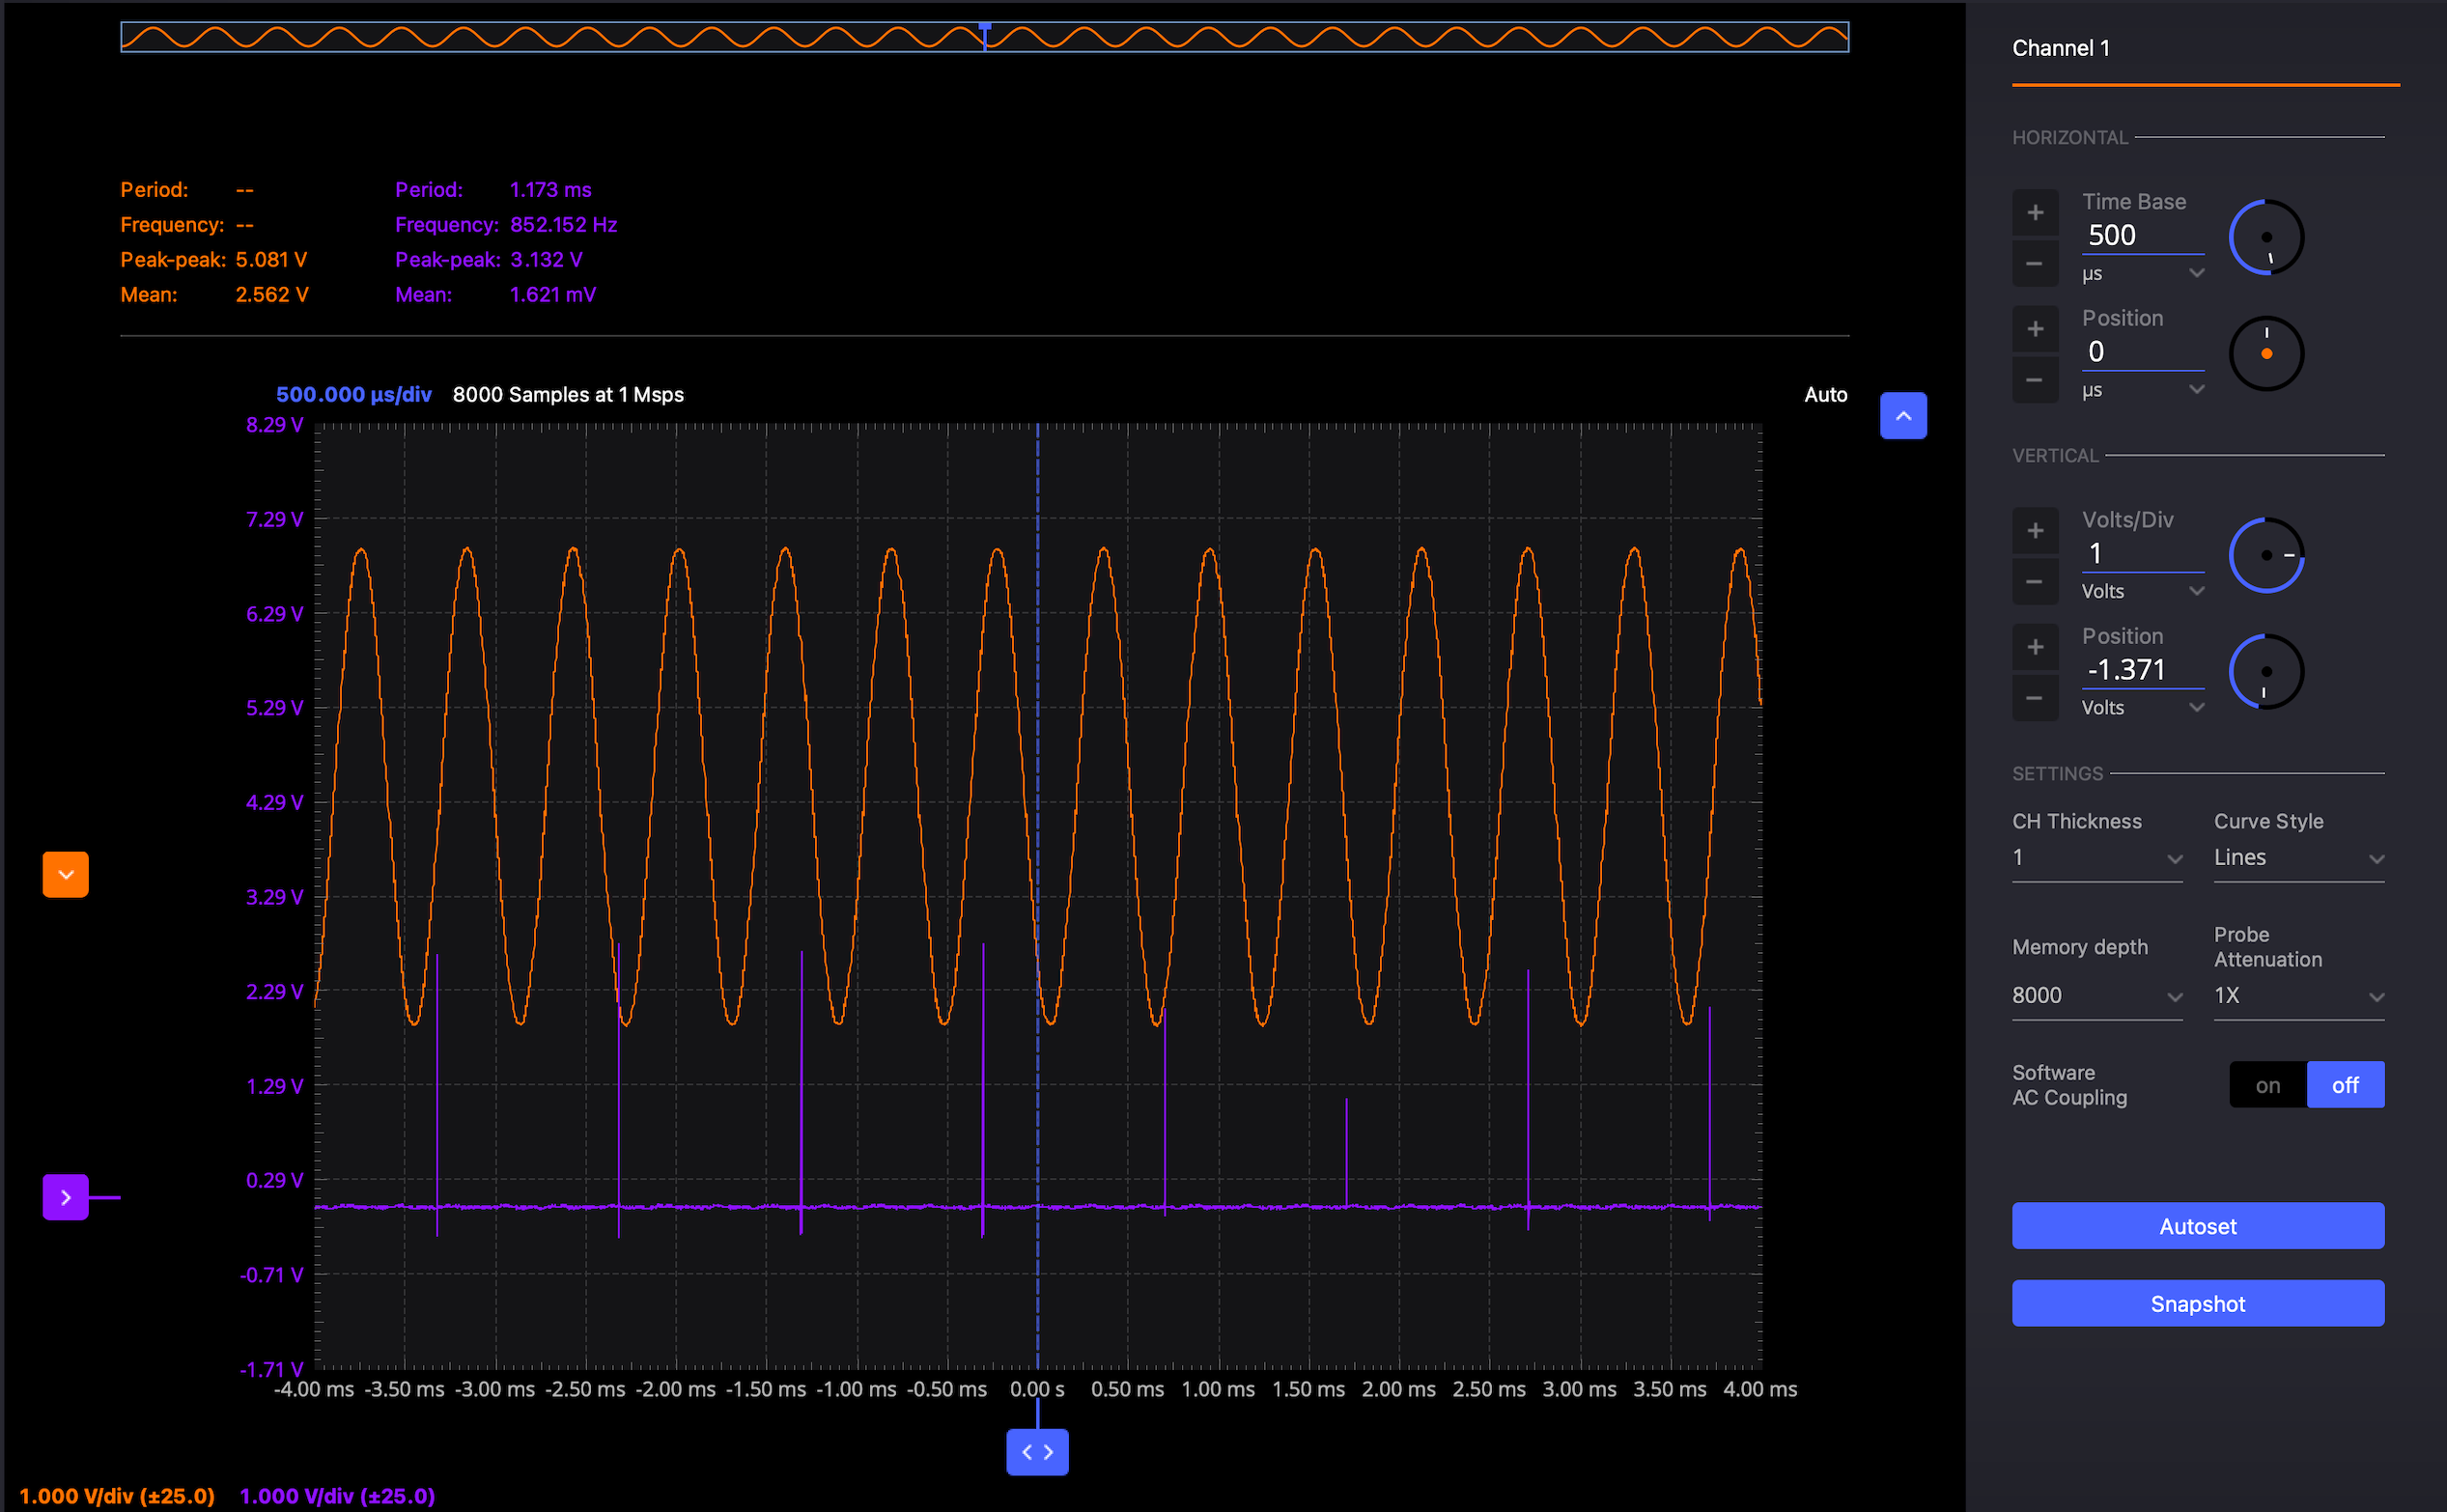 Channel 1
HORIZONTAL
Time Base
500
µs
Position
0
µs
VERTICAL
Volts/Div
1
Volts
Position
-1.371
Volts
SETTINGS
CH Thickness
Curve Style
1
Lines
Memory depth
Probe
Attenuation
8000
1X
Software
AC Coupling
on
off
Autoset
Snapshot
Period: --
Frequency: --
Peak-peak: 5.081 V
Mean: 2.562 V
Period: 1.173 ms
Frequency: 852.152 Hz
Peak-peak: 3.132 V
Mean: 1.621 mV
500.000 µs/div 8000 Samples at 1 Msps
Auto
8.29 V
7.29 V
6.29 V
5.29 V
4.29 V
3.29 V
2.29 V
1.29 V
0.29 V
-0.71 V
-1.71 V
-4.00 ms -3.50 ms -3.00 ms -2.50 ms -2.00 ms -1.50 ms -1.00 ms -0.50 ms 0.00 s 0.50 ms 1.00 ms 1.50 ms 2.00 ms 2.50 ms 3.00 ms 3.50 ms 4.00 ms
1.000 V/div (±25.0) 1.000 V/div (±25.0)